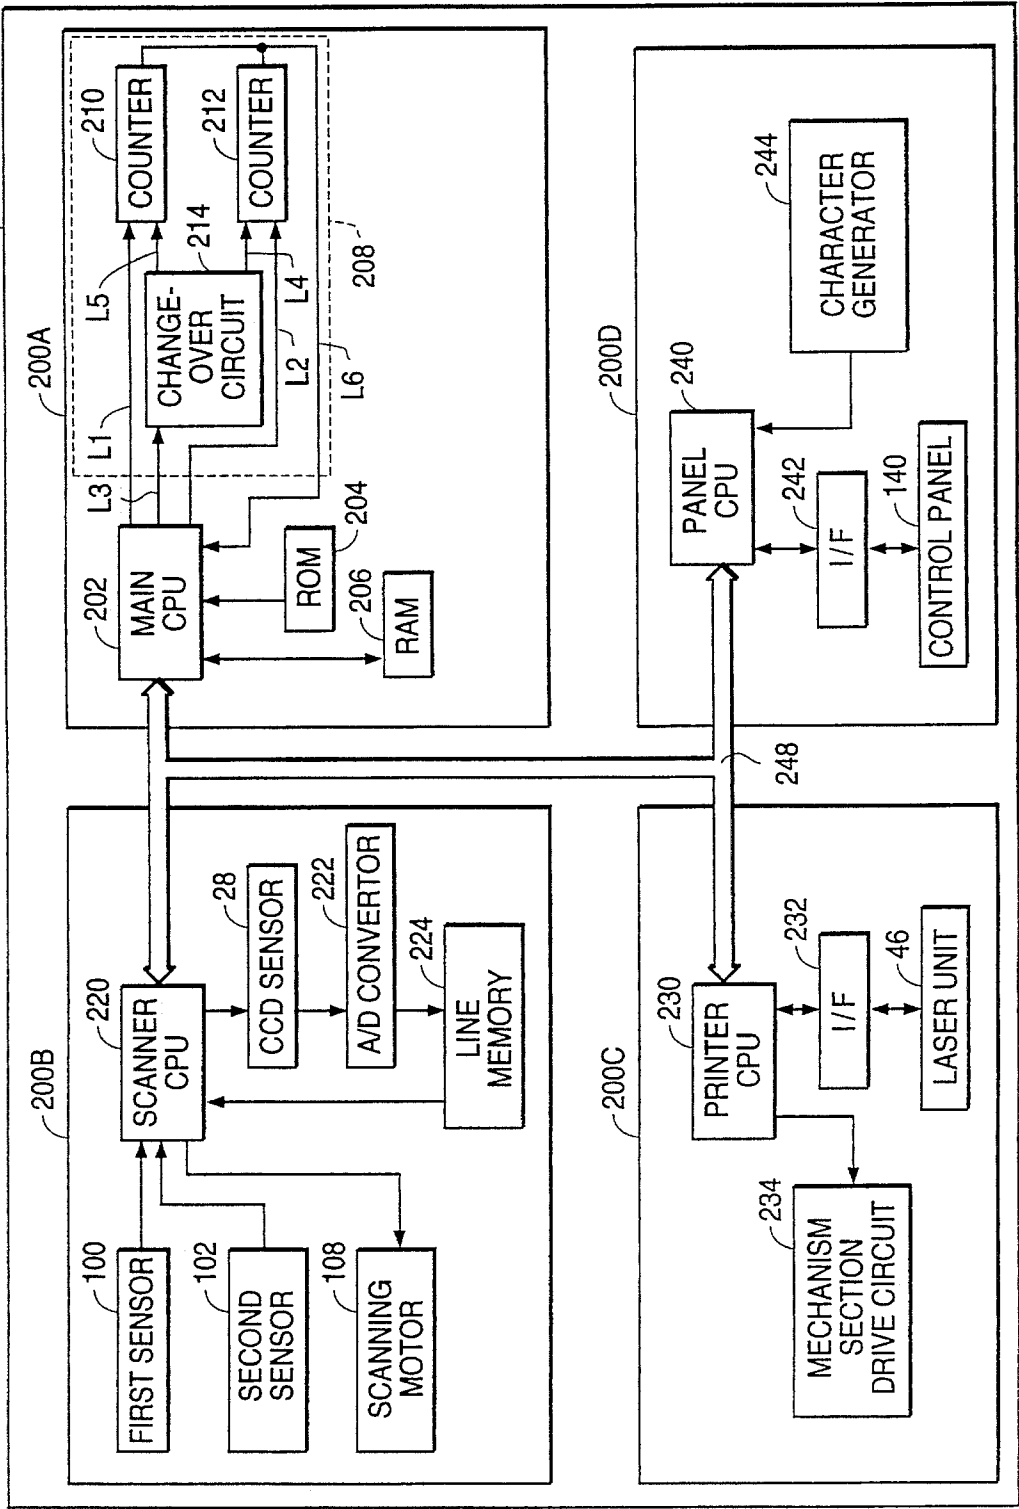 200B
100
FIRST SENSOR
102
SECOND
SENSOR
108
SCANNING
MOTOR
220
SCANNER
CPU
28
CCD SENSOR
222
A/D CONVERTOR
224
LINE
MEMORY
200A
202
MAIN
CPU
206
RAM
204
ROM
L3
L1
L5
CHANGE-
OVER
CIRCUIT
214
L4
L2
L6
208
210
COUNTER
212
COUNTER
200C
230
PRINTER
CPU
232
I/F
46
LASER UNIT
234
MECHANISM
SECTION
DRIVE CIRCUIT
248
200D
240
PANEL
CPU
242
I/F
140
CONTROL PANEL
244
CHARACTER
GENERATOR